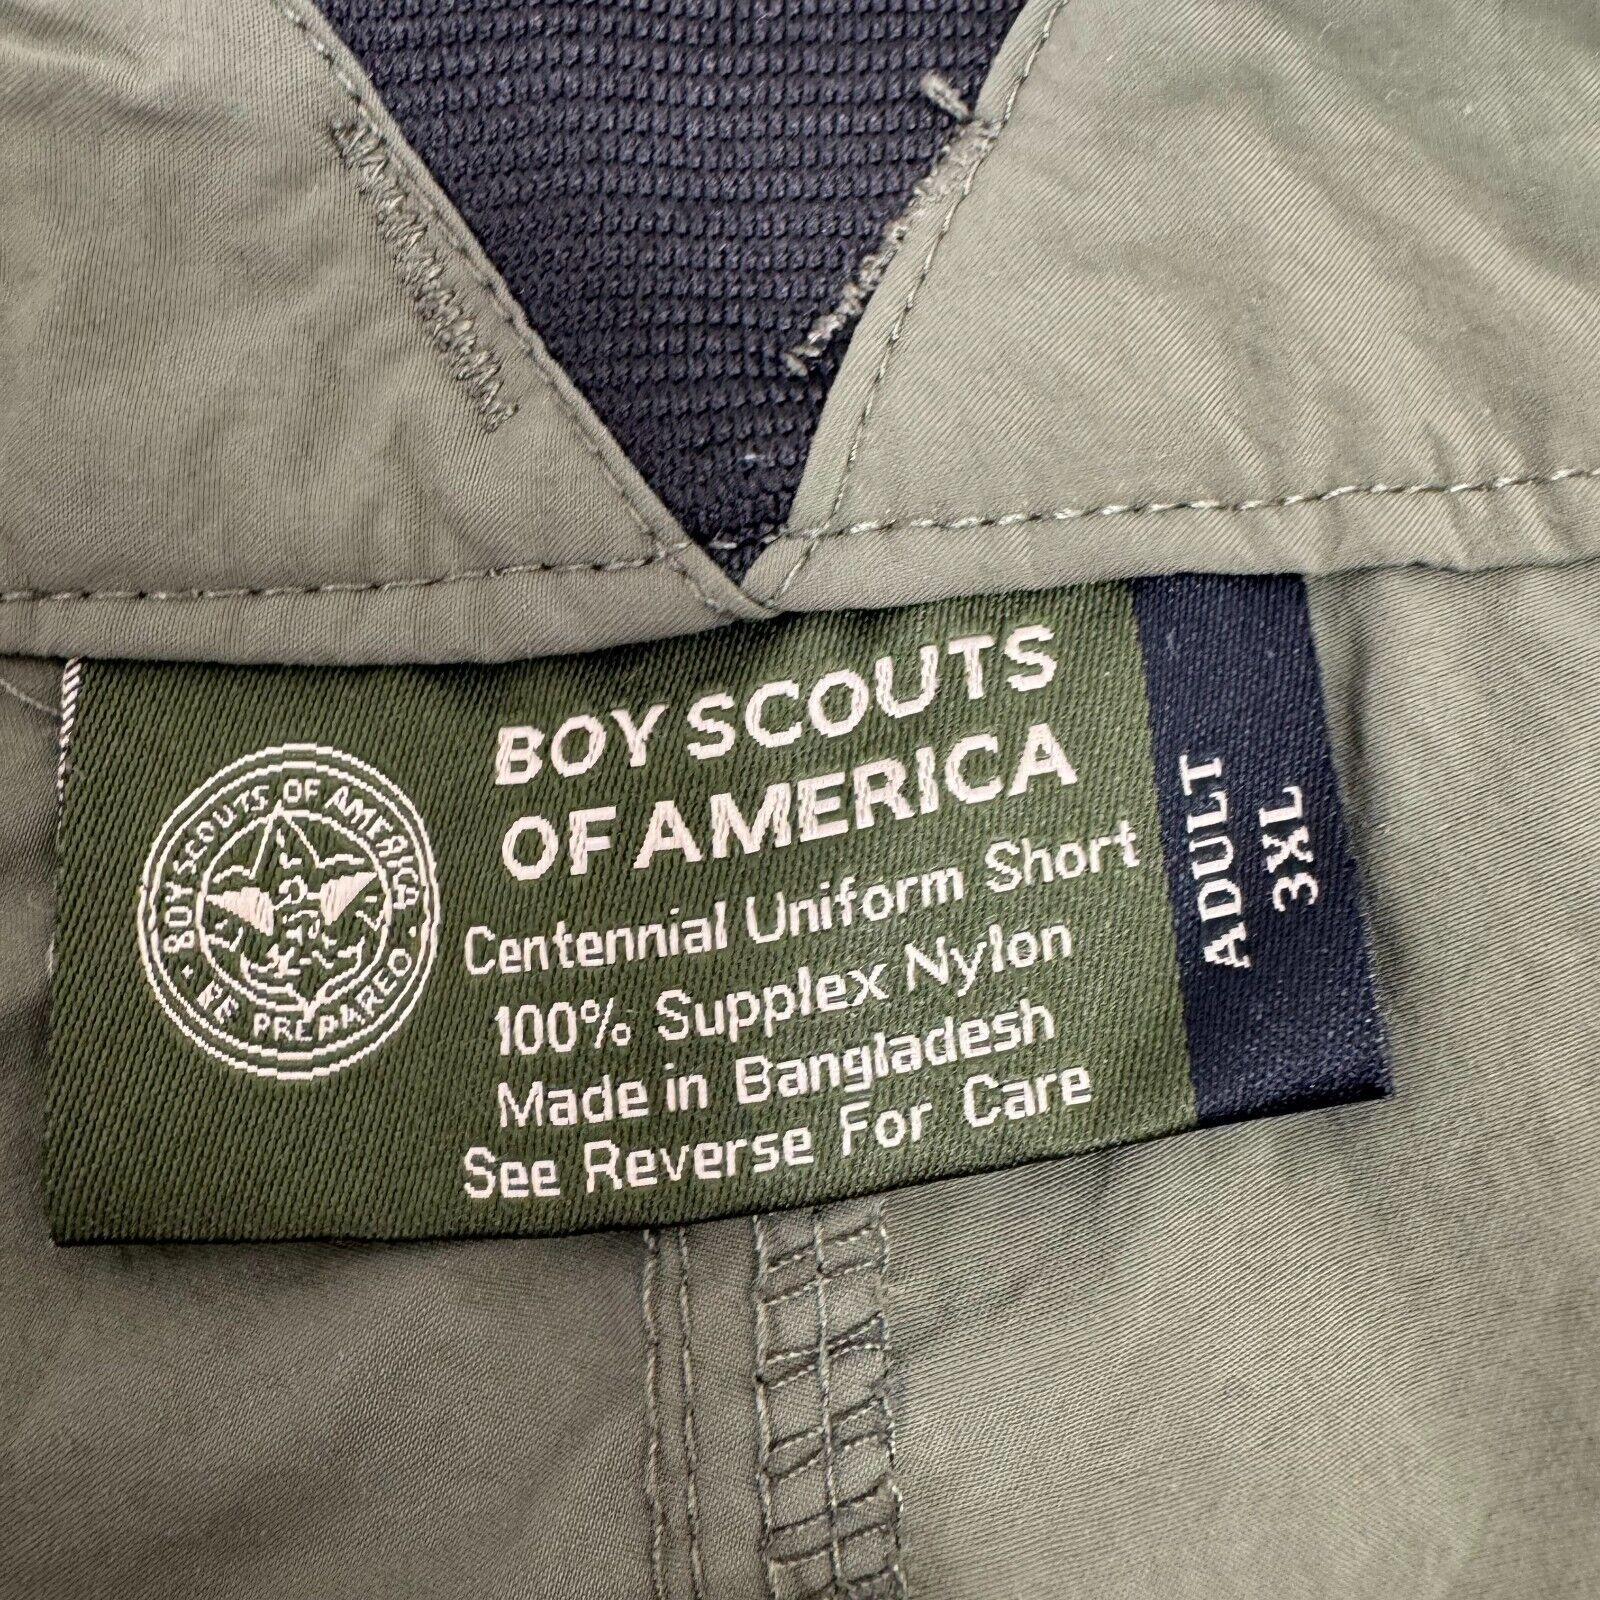 BOY SCOUTS OF AMERICA
BE PREPARED
BOY SCOUTS
OF AMERICA
Centennial Uniform Short
100% Supplex Nylon
Made in Bangladesh
See Reverse For Care
ADULT
3XL